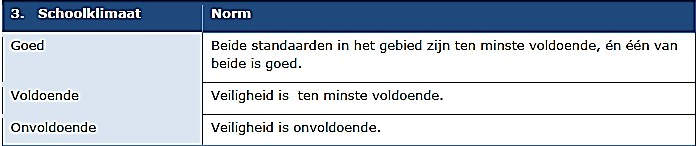 3. Schoolklimaat Norm
Goed Beide standaarden in het gebied zijn ten minste voldoende, én één van
beide is goed.
Voldoende Veiligheid is ten minste voldoende.
Onvoldoende Veiligheid is onvoldoende.